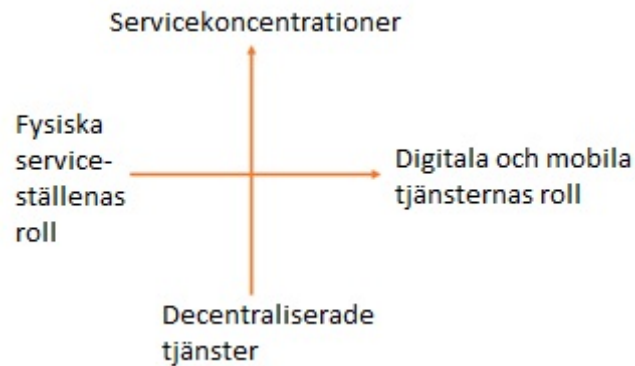 Servicekoncentrationer
Fysiska
service-
ställenas
roll
Digitala och mobila
tjänsternas roll
Decentraliserade
tjänster